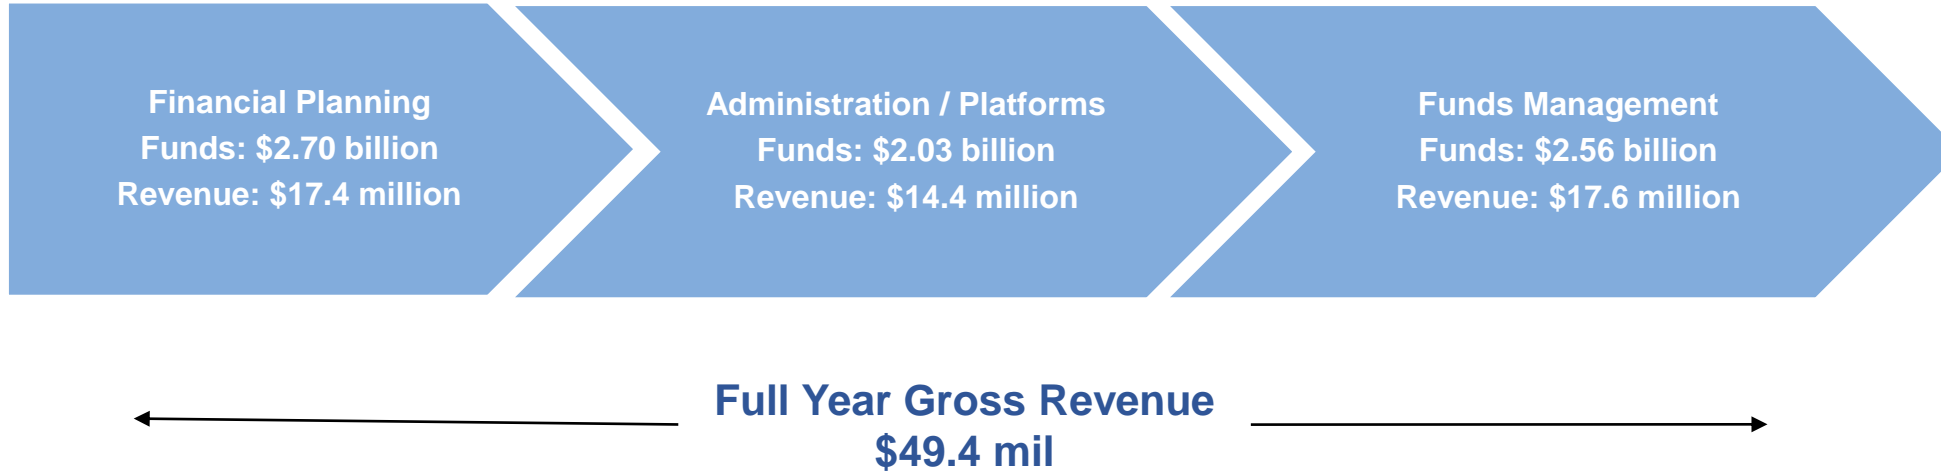 Financial Planning
Funds: $2.70 billion
Revenue: $17.4 million
Administration / Platforms
Funds: $2.03 billion
Revenue: $14.4 million
Funds Management
Funds: $2.56 billion
Revenue: $17.6 million
Full Year Gross Revenue
$49.4 mil